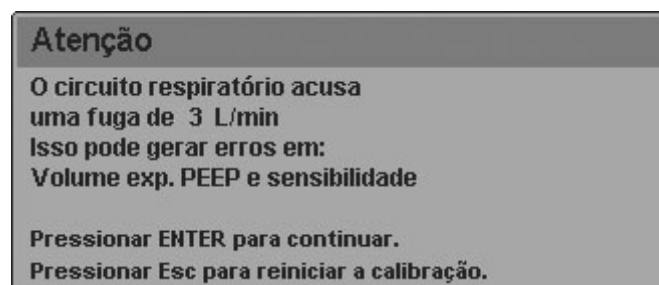 Atenção
O circuito respiratório acusa
uma fuga de 3 L/min
Isso pode gerar erros em:
Volume exp. PEEP e sensibilidade
Pressionar ENTER para continuar.
Pressionar Esc para reiniciar a calibração.